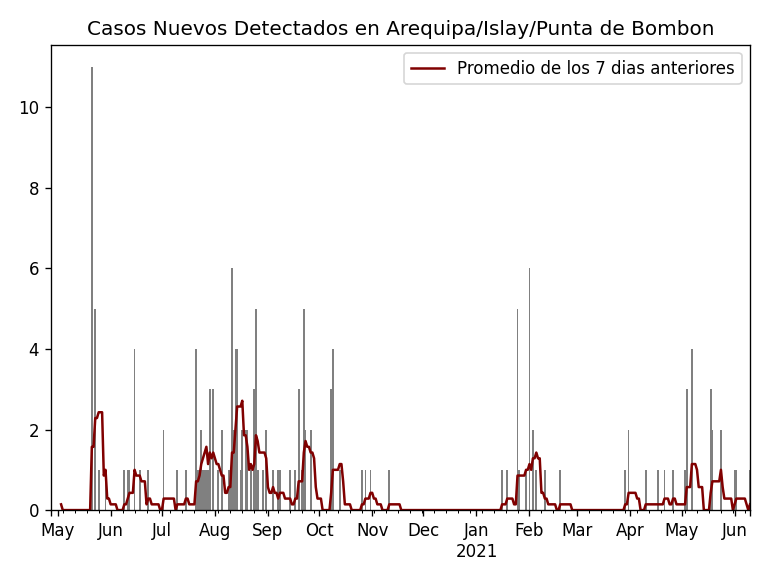 Casos Nuevos Detectados en Arequipa/Islay/Punta de Bombon
Promedio de los 7 dias anteriores
10
8
6
4
2
0
May Jun Jul Aug Sep Oct Nov Dec Jan Feb Mar Apr May Jun
2021